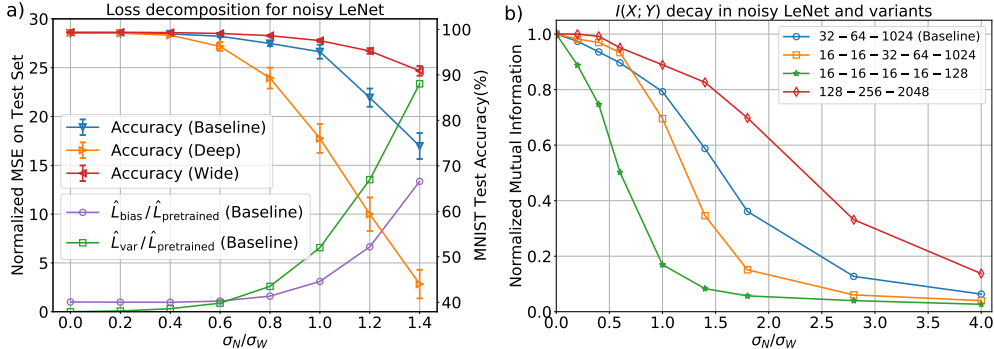 a)
Loss decomposition for noisy LeNet
Normalized MSE on Test Set
30
25
20
15
10
5
0
Accuracy (Baseline)
Accuracy (Deep)
Accuracy (Wide)
L̂bias/L̂pretrained (Baseline)
L̂var/L̂pretrained (Baseline)
100
90
80
70
60
50
40
MNIST Test Accuracy(%)
0.0 0.2 0.4 0.6 0.8 1.0 1.2 1.4
σN/σW
b)
I(X; Y) decay in noisy LeNet and variants
Normalized Mutual Information
1.0
0.8
0.6
0.4
0.2
0.0
32−64−1024 (Baseline)
16−16−32−64−1024
16−16−16−16−128
128−256−2048
0.0 0.5 1.0 1.5 2.0 2.5 3.0 3.5 4.0
σN/σW